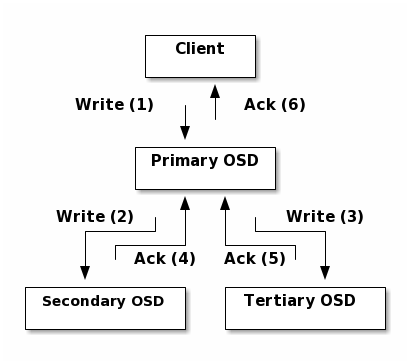 Client
Write (1)
Ack (6)
Primary OSD
Write (2)
Write (3)
Ack (4)
Ack (5)
Secondary OSD
Tertiary OSD